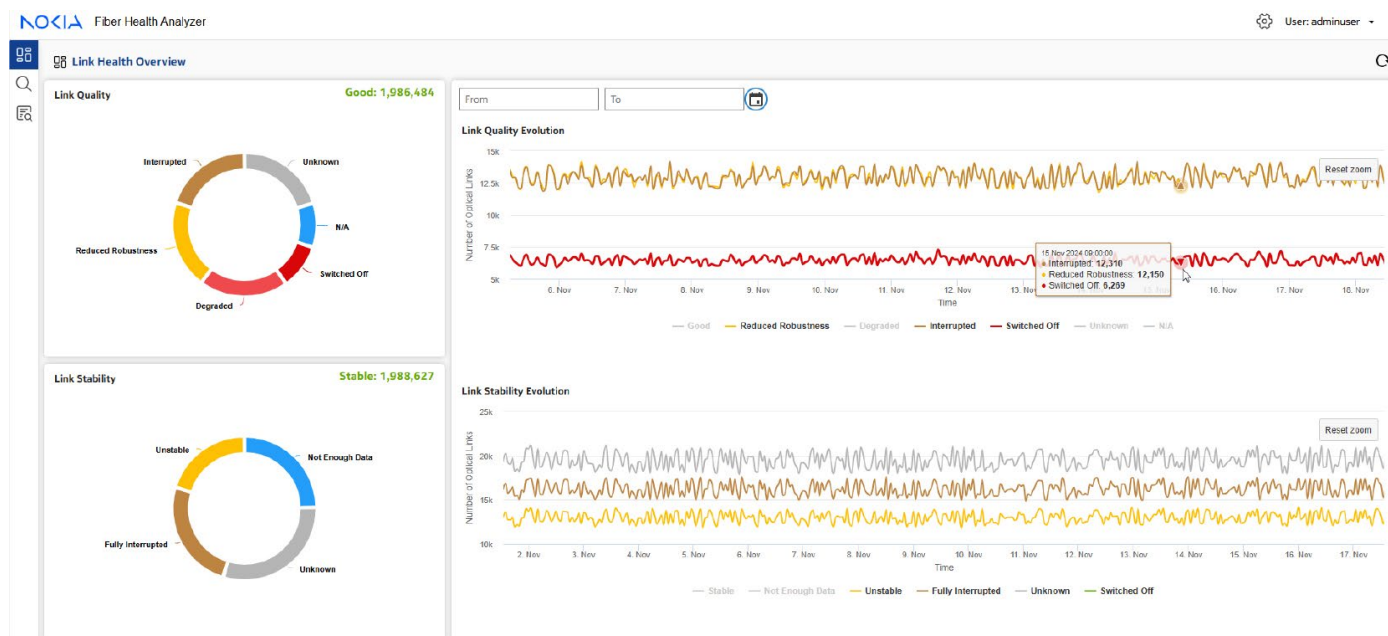 NOKIA Fiber Health Analyzer
User: adminuser
Link Health Overview
Link Quality
Good: 1,986,484
Interrupted
Unknown
N/A
Reduced Robustness
Switched Off
Degraded
From
To
Link Quality Evolution
Reset zoom
Number of Optical Links
15k
12.5k
10k
7.5k
5k
15 Nov 2024 09:00:00
Interrupted: 12,310
Reduced Robustness: 12,150
Switched Off: 6,269
6. Nov 7. Nov 8. Nov 9. Nov 10. Nov 11. Nov 12. Nov 13. Nov 16. Nov 17. Nov 18. Nov
Time
Good Reduced Robustness Degraded Interrupted Switched Off Unknown N/A
Link Stability
Stable: 1,988,627
Unstable
Not Enough Data
Fully Interrupted
Unknown
Link Stability Evolution
Reset zoom
Number of Optical Links
25k
20k
15k
10k
2. Nov 3. Nov 4. Nov 5. Nov 6. Nov 7. Nov 8. Nov 9. Nov 10. Nov 11. Nov 12. Nov 13. Nov 14. Nov 15. Nov 16. Nov 17. Nov
Time
Stable Not Enough Data Unstable Fully Interrupted Unknown Switched Off